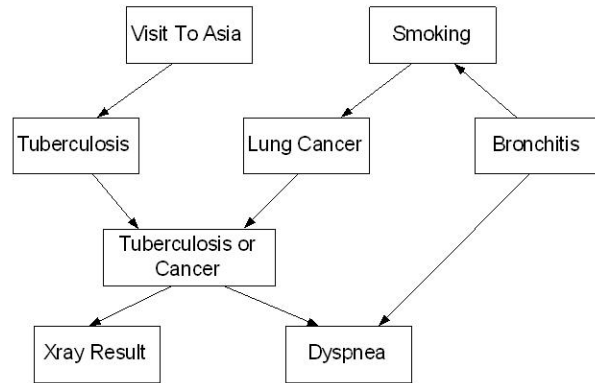 Visit To Asia
Smoking
Tuberculosis
Lung Cancer
Bronchitis
Tuberculosis or
Cancer
Xray Result
Dyspnea